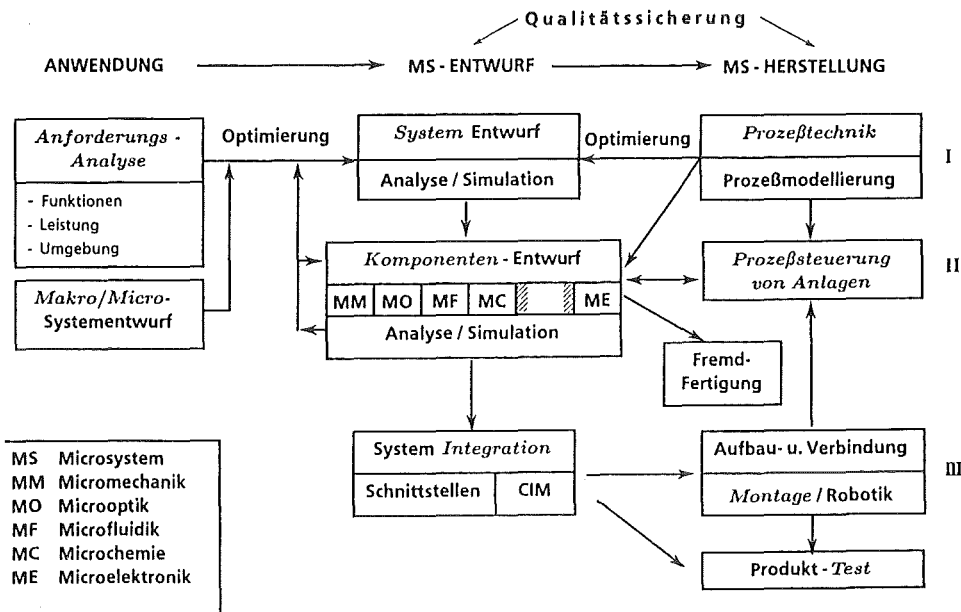 Qualitätssicherung
ANWENDUNG
MS - ENTWURF
MS - HERSTELLUNG
Anforderungs -
Analyse
- Funktionen
- Leistung
- Umgebung
Optimierung
System Entwurf
Analyse / Simulation
Optimierung
Prozeßtechnik
Prozeßmodellierung
I
Makro/Micro-
Systementwurf
Komponenten - Entwurf
MM MO MF MC ME
Analyse / Simulation
Prozeßsteuerung
von Anlagen
II
Fremd-
Fertigung
System Integration
Schnittstellen CIM
Aufbau- u. Verbindung
Montage / Robotik
III
Produkt - Test
MS Microsystem
MM Micromechanik
MO Microoptik
MF Microfluidik
MC Microchemie
ME Microelektronik